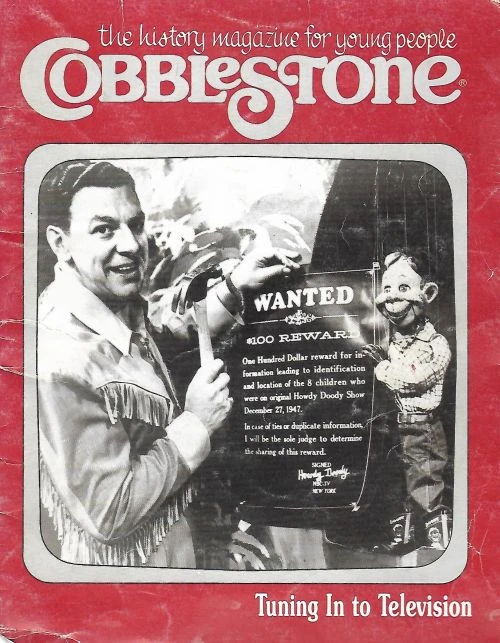 the history magazine for young people
COBBLESTONE®
WANTED
$100 REWARD
One Hundred Dollar reward for in-
formation leading to identification
and location of the 8 children who
were on original Howdy Doody Show
December 27, 1947.
In case of ties or duplicate information,
I will be the sole judge to determine
the sharing of this reward.
SIGNED
Howdy Doody
NBC-TV
NEW YORK
Tuning In to Television